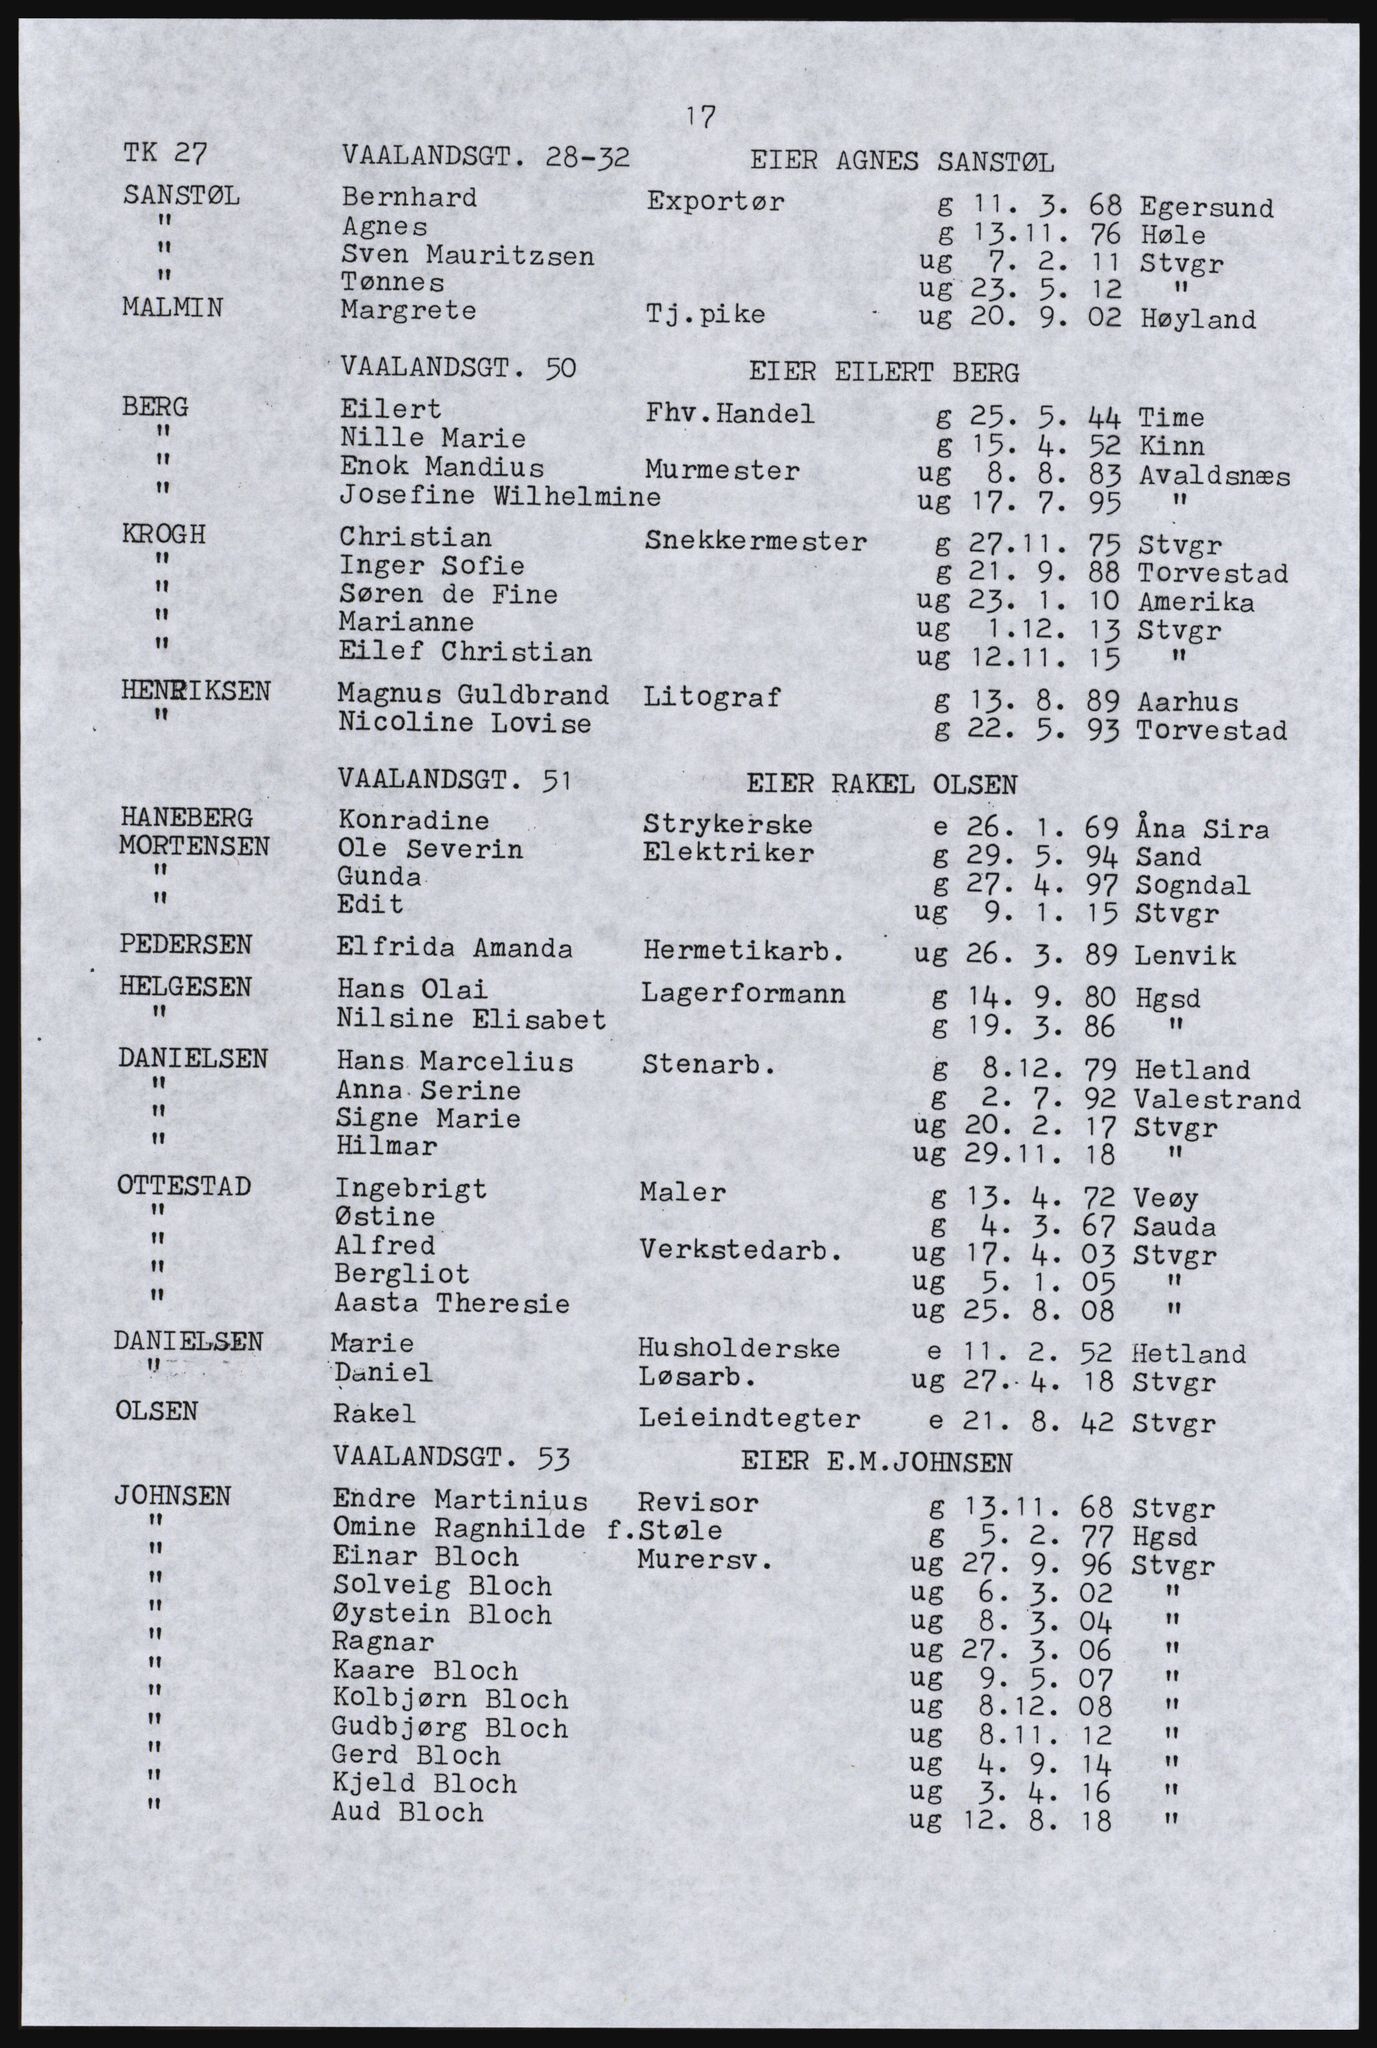 17
TK 27 VAALANDSGT. 28-32 EIER AGNES SANSTØL
SANSTØL Bernhard Exportør g 11. 3. 68 Egersund
" Agnes g 13.11. 76 Høle
" Sven Mauritzsen ug 7. 2. 11 Stvgr
" Tønnes ug 23. 5. 12 "
MALMIN Margrete Tj.pike ug 20. 9. 02 Høyland
VAALANDSGT. 50 EIER EILERT BERG
BERG Eilert Fhv.Handel g 25. 5. 44 Time
" Nille Marie g 15. 4. 52 Kinn
" Enok Mandius Murmester ug 8. 8. 83 Avaldsnæs
" Josefine Wilhelmine ug 17. 7. 95 "
KROGH Christian Snekkermester g 27.11. 75 Stvgr
" Inger Sofie g 21. 9. 88 Torvestad
" Søren de Fine ug 23. 1. 10 Amerika
" Marianne ug 1.12. 13 Stvgr
" Eilef Christian ug 12.11. 15 "
HENRIKSEN Magnus Guldbrand Litograf g 13. 8. 89 Aarhus
" Nicoline Lovise g 22. 5. 93 Torvestad
VAALANDSGT. 51 EIER RAKEL OLSEN
HANEBERG Konradine Strykerske e 26. 1. 69 Åna Sira
MORTENSEN Ole Severin Elektriker g 29. 5. 94 Sand
" Gunda g 27. 4. 97 Sogndal
" Edit ug 9. 1. 15 Stvgr
PEDERSEN Elfrida Amanda Hermetikarb. ug 26. 3. 89 Lenvik
HELGESEN Hans Olai Lagerformann g 14. 9. 80 Hgsd
" Nilsine Elisabet g 19. 3. 86 "
DANIELSEN Hans Marcelius Stenarb. g 8.12. 79 Hetland
" Anna Serine g 2. 7. 92 Valestrand
" Signe Marie ug 20. 2. 17 Stvgr
" Hilmar ug 29.11. 18 "
OTTESTAD Ingebrigt Maler g 13. 4. 72 Veøy
" Østine g 4. 3. 67 Sauda
" Alfred Verkstedarb. ug 17. 4. 03 Stvgr
" Bergliot ug 5. 1. 05 "
" Aasta Theresie ug 25. 8. 08 "
DANIELSEN Marie Husholderske e 11. 2. 52 Hetland
" Daniel Løsarb. ug 27. 4. 18 Stvgr
OLSEN Rakel Leieindtegter e 21. 8. 42 Stvgr
VAALANDSGT. 53 EIER E.M.JOHNSEN
JOHNSEN Endre Martinius Revisor g 13.11. 68 Stvgr
" Omine Ragnhilde f.Støle g 5. 2. 77 Hgsd
" Einar Bloch Murersv. ug 27. 9. 96 Stvgr
" Solveig Bloch ug 6. 3. 02 "
" Øystein Bloch ug 8. 3. 04 "
" Ragnar ug 27. 3. 06 "
" Kaare Bloch ug 9. 5. 07 "
" Kolbjørn Bloch ug 8.12. 08 "
" Gudbjørg Bloch ug 8.11. 12 "
" Gerd Bloch ug 4. 9. 14 "
" Kjeld Bloch ug 3. 4. 16 "
" Aud Bloch ug 12. 8. 18 "